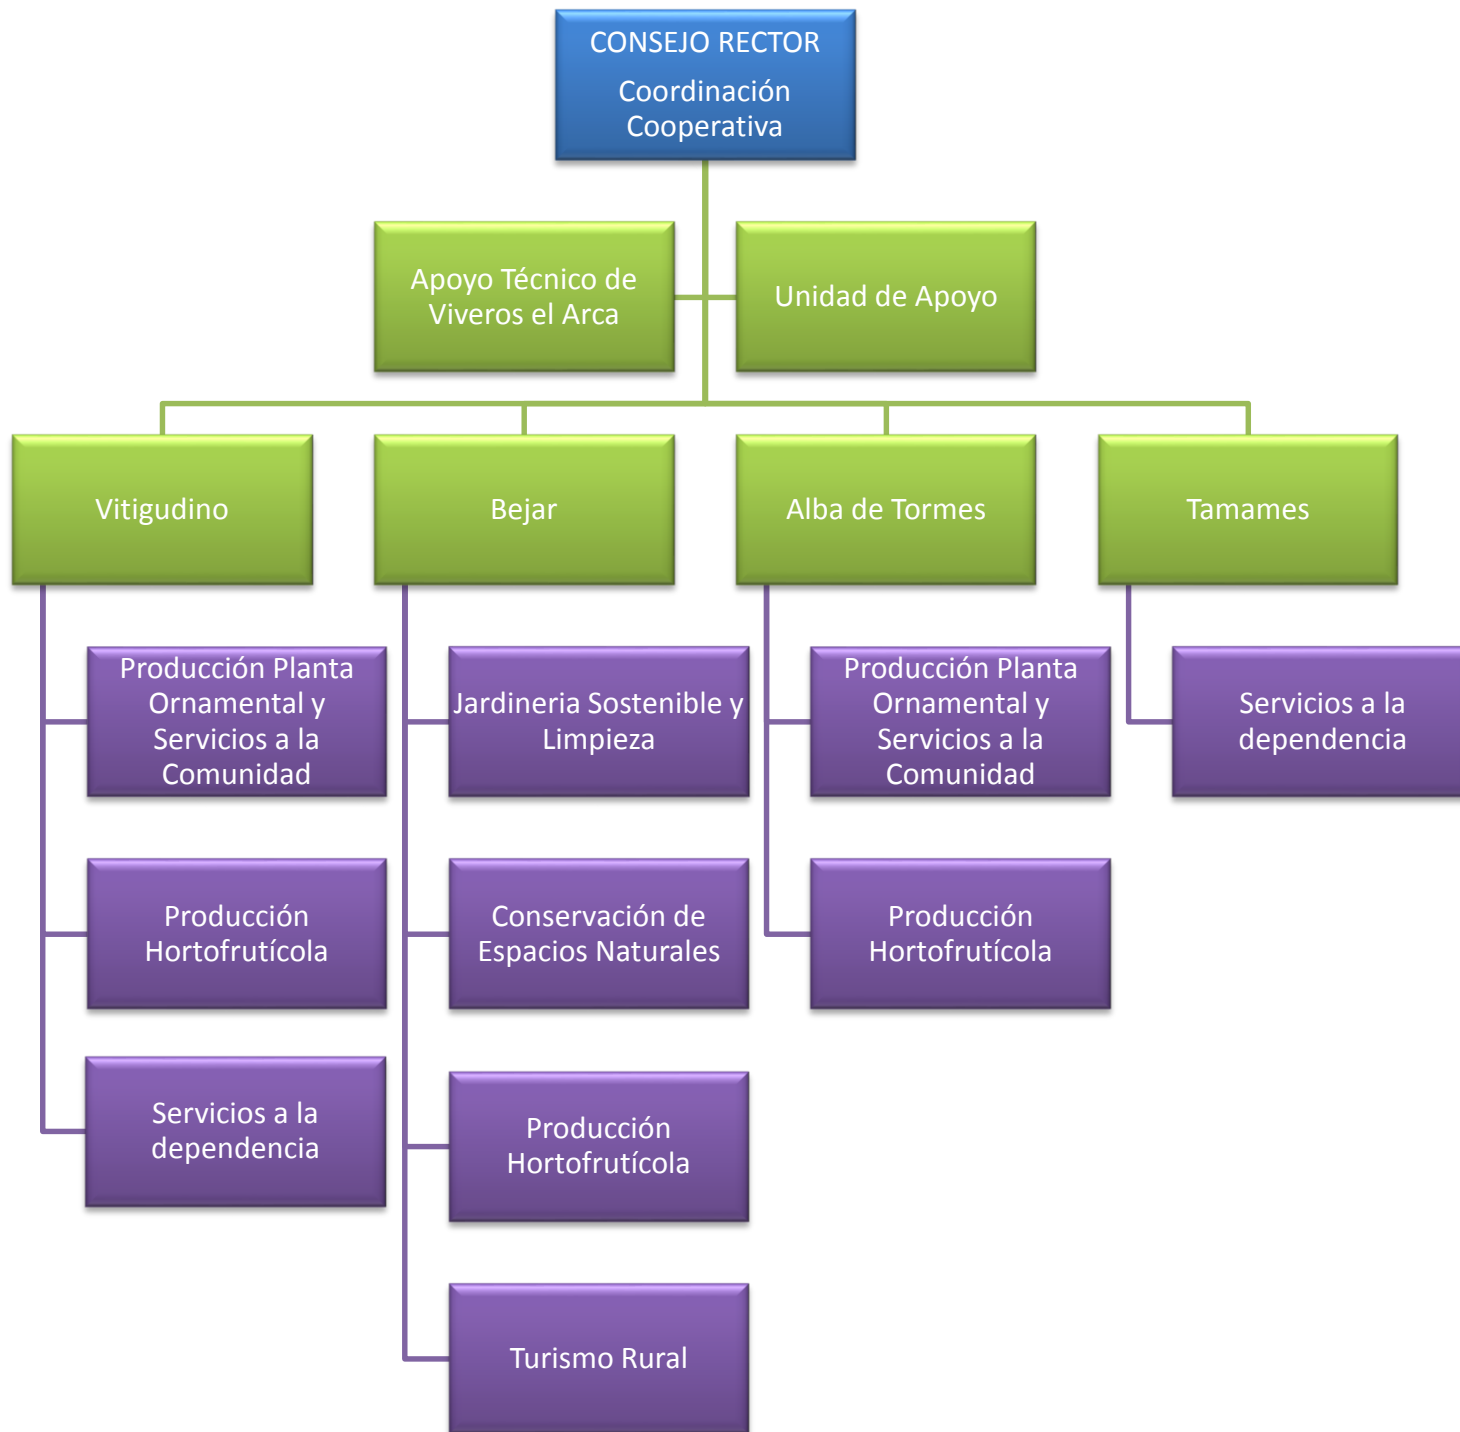 CONSEJO RECTOR
Coordinación
Cooperativa
Apoyo Técnico de
Viveros el Arca
Unidad de Apoyo
Vitigudino
Bejar
Alba de Tormes
Tamames
Producción Planta
Ornamental y
Servicios a la
Comunidad
Producción
Hortofrutícola
Servicios a la
dependencia
Jardineria Sostenible y
Limpieza
Conservación de
Espacios Naturales
Producción
Hortofrutícola
Turismo Rural
Producción Planta
Ornamental y
Servicios a la
Comunidad
Producción
Hortofrutícola
Servicios a la
dependencia